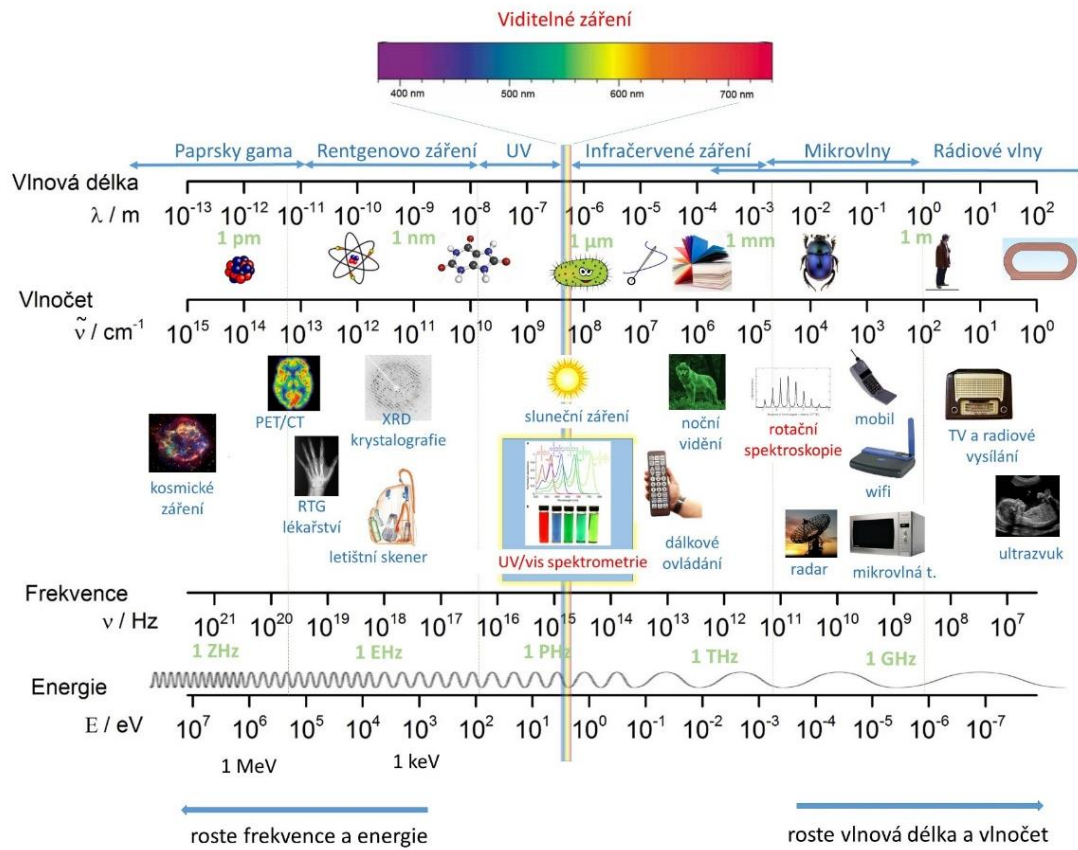 Viditelné záření
400 nm 500 nm 600 nm 700 nm
Paprsky gama Rentgenovo záření UV Infračervené záření Mikrovlny Rádiové vlny
Vlnová délka
λ / m 10⁻¹³ 10⁻¹² 10⁻¹¹ 10⁻¹⁰ 10⁻⁹ 10⁻⁸ 10⁻⁷ 10⁻⁶ 10⁻⁵ 10⁻⁴ 10⁻³ 10⁻² 10⁻¹ 10⁰ 10¹ 10²
1 pm 1 nm 1 µm 1 mm 1 m
Vlnočet
ν̃ / cm⁻¹ 10¹⁵ 10¹⁴ 10¹³ 10¹² 10¹¹ 10¹⁰ 10⁹ 10⁸ 10⁷ 10⁶ 10⁵ 10⁴ 10³ 10² 10¹ 10⁰
kosmické
záření
PET/CT
RTG
lékařství
XRD
krystalografie
letištní skener
sluneční záření
UV/vis spektrometrie
noční
vidění
dálkové
ovládání
rotační
spektroskopie
radar
mobil
wifi
mikrovlná t.
TV a radiové
vysílání
ultrazvuk
Frekvence
ν / Hz 10²¹ 10²⁰ 10¹⁹ 10¹⁸ 10¹⁷ 10¹⁶ 10¹⁵ 10¹⁴ 10¹³ 10¹² 10¹¹ 10¹⁰ 10⁹ 10⁸ 10⁷
1 ZHz 1 EHz 1 PHz 1 THz 1 GHz
Energie
E / eV 10⁷ 10⁶ 10⁵ 10⁴ 10³ 10² 10¹ 10⁰ 10⁻¹ 10⁻² 10⁻³ 10⁻⁴ 10⁻⁵ 10⁻⁶ 10⁻⁷
1 MeV 1 keV
roste frekvence a energie
roste vlnová délka a vlnočet